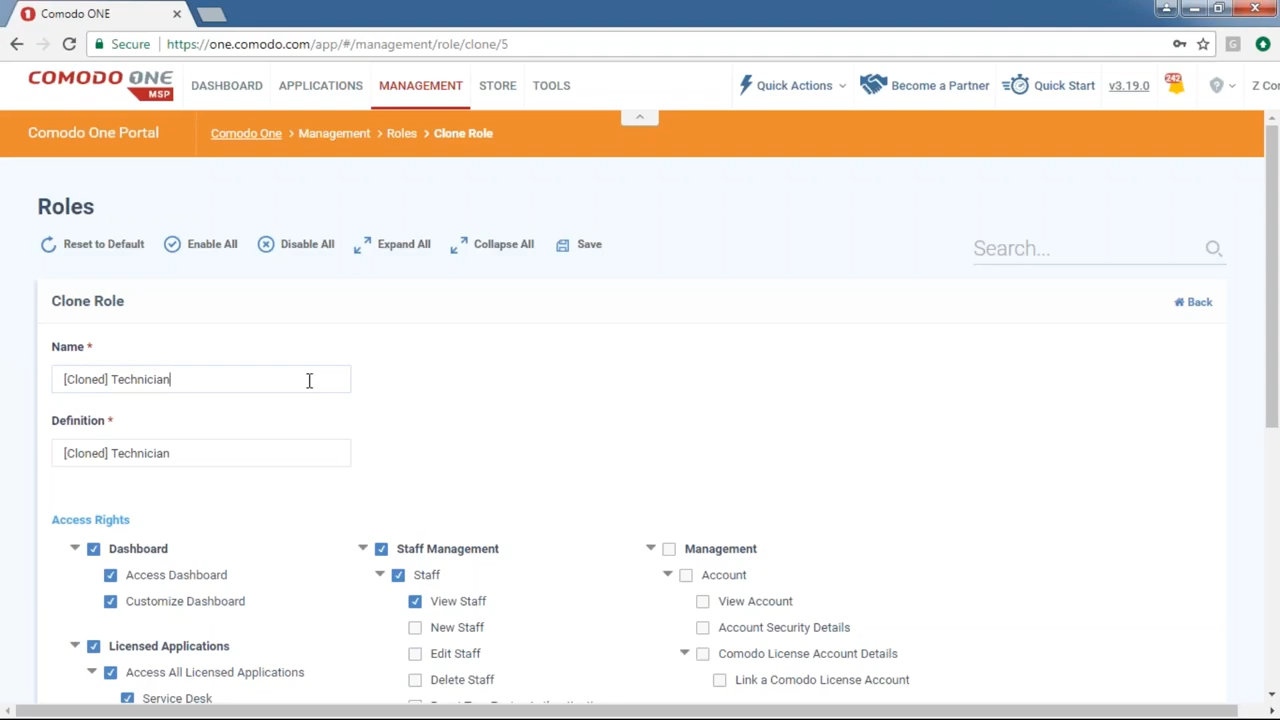 Comodo ONE
Secure https://one.comodo.com/app/#/management/role/clone/5
COMODO ONE MSP DASHBOARD APPLICATIONS MANAGEMENT STORE TOOLS Quick Actions Become a Partner Quick Start v3.19.0 242 Z Co
Comodo One Portal Comodo One > Management > Roles > Clone Role
Roles
Reset to Default Enable All Disable All Expand All Collapse All Save Search...
Clone Role Back
Name *
[Cloned] Technician
Definition *
[Cloned] Technician
Access Rights
Dashboard Staff Management Management
Access Dashboard Staff Account
Customize Dashboard View Staff View Account
New Staff Account Security Details
Licensed Applications Edit Staff Comodo License Account Details
Access All Licensed Applications Delete Staff Link a Comodo License Account
Service Desk